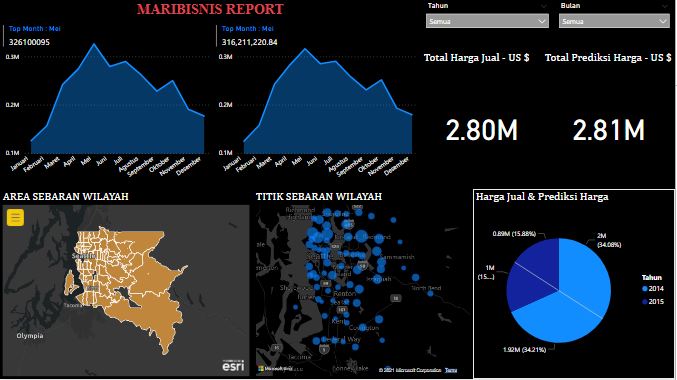 MARIBISNIS REPORT
Tahun
Semua
Bulan
Semua
Top Month : Mei
326100095
0.3M
0.2M
0.1M
Januari
Februari
Maret
April
Mei
Juni
Juli
Agustus
September
Oktober
November
Desember
Top Month : Mei
316,211,220.84
0.3M
0.2M
0.1M
Januari
Februari
Maret
April
Mei
Juni
Juli
Agustus
September
Oktober
November
Desember
Total Harga Jual - US $
2.80M
Total Prediksi Harga - US $
2.81M
AREA SEBARAN WILAYAH
Seattle
Tacoma
Olympia
esri
TITIK SEBARAN WILAYAH
Richmond
Sammamish
North Bend
Renton
Kent
Covington
Tacoma
Microsoft Bing
© 2021 Microsoft Corporation Terms
Harga Jual & Prediksi Harga
0.89M (15.88%)
2M
(34.08%)
1M
(15....)
1.92M (34.21%)
Tahun
2014
2015